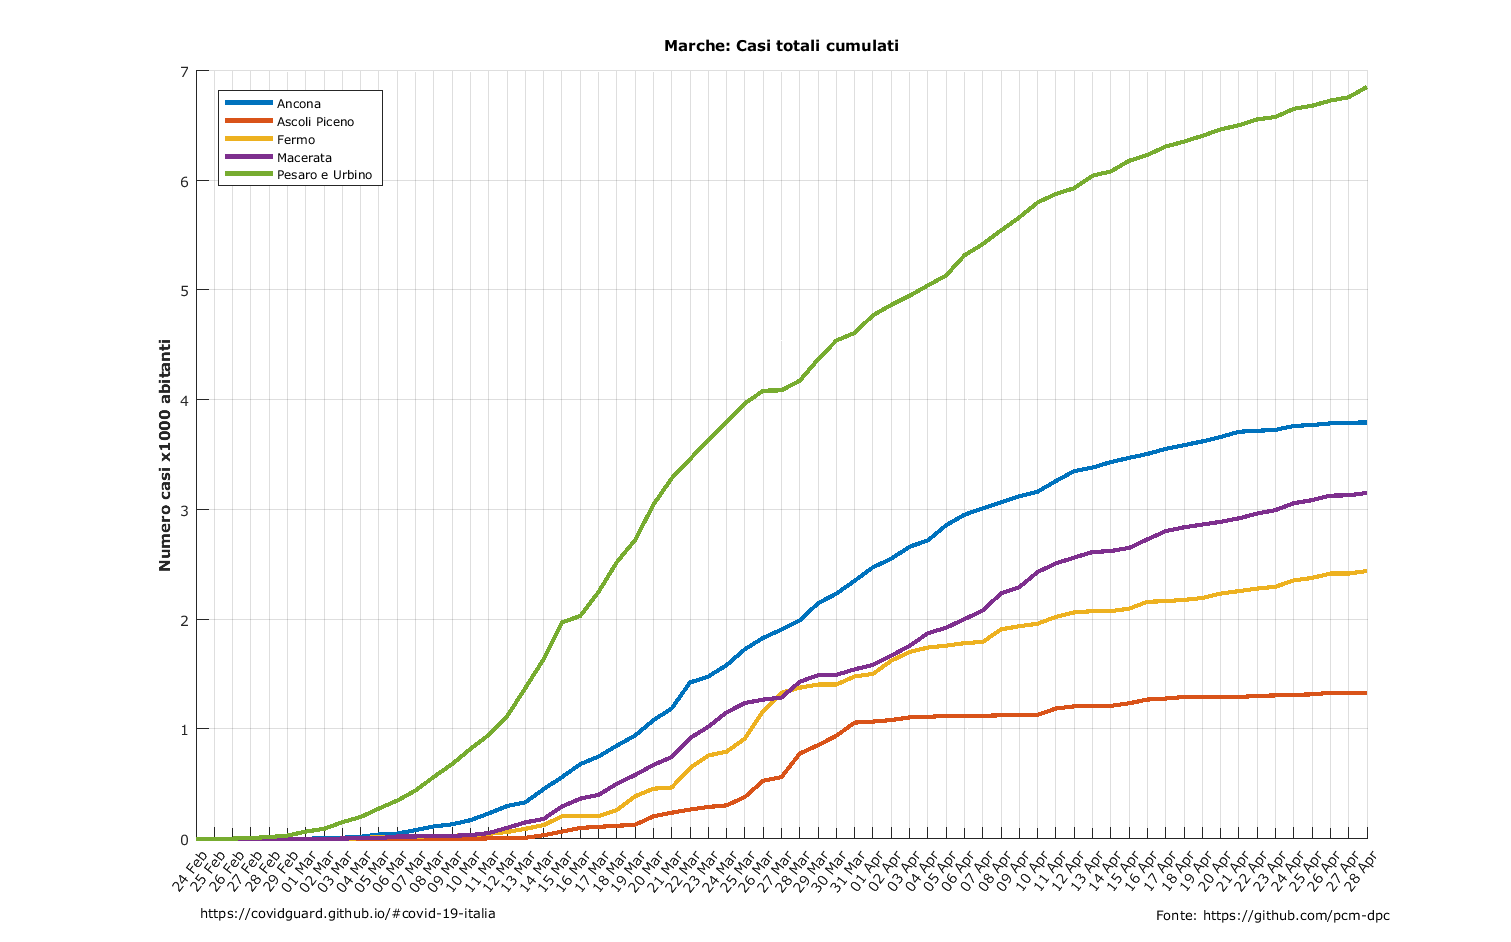 Marche: Casi totali cumulati
Numero casi x1000 abitanti
7
6
5
4
3
2
1
0
Ancona
Ascoli Piceno
Fermo
Macerata
Pesaro e Urbino
24 Feb
25 Feb
26 Feb
27 Feb
28 Feb
29 Feb
01 Mar
02 Mar
03 Mar
04 Mar
05 Mar
06 Mar
07 Mar
08 Mar
09 Mar
10 Mar
11 Mar
12 Mar
13 Mar
14 Mar
15 Mar
16 Mar
17 Mar
18 Mar
19 Mar
20 Mar
21 Mar
22 Mar
23 Mar
24 Mar
25 Mar
26 Mar
27 Mar
28 Mar
29 Mar
30 Mar
31 Mar
01 Apr
02 Apr
03 Apr
04 Apr
05 Apr
06 Apr
07 Apr
08 Apr
09 Apr
10 Apr
11 Apr
12 Apr
13 Apr
14 Apr
15 Apr
16 Apr
17 Apr
18 Apr
19 Apr
20 Apr
21 Apr
22 Apr
23 Apr
24 Apr
25 Apr
26 Apr
27 Apr
28 Apr
https://covidguard.github.io/#covid-19-italia
Fonte: https://github.com/pcm-dpc